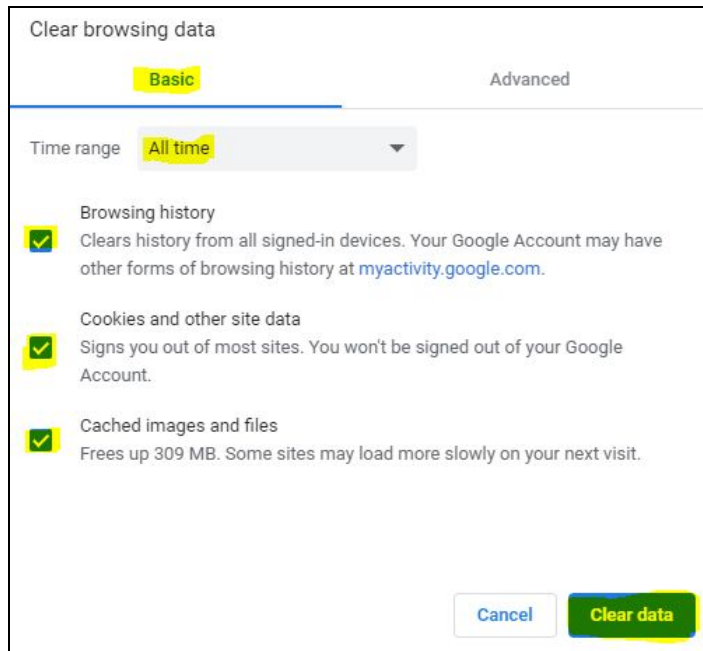 Clear browsing data
Basic
Advanced
Time range
All time
Browsing history
Clears history from all signed-in devices. Your Google Account may have
other forms of browsing history at myactivity.google.com.
Cookies and other site data
Signs you out of most sites. You won't be signed out of your Google
Account.
Cached images and files
Frees up 309 MB. Some sites may load more slowly on your next visit.
Cancel
Clear data